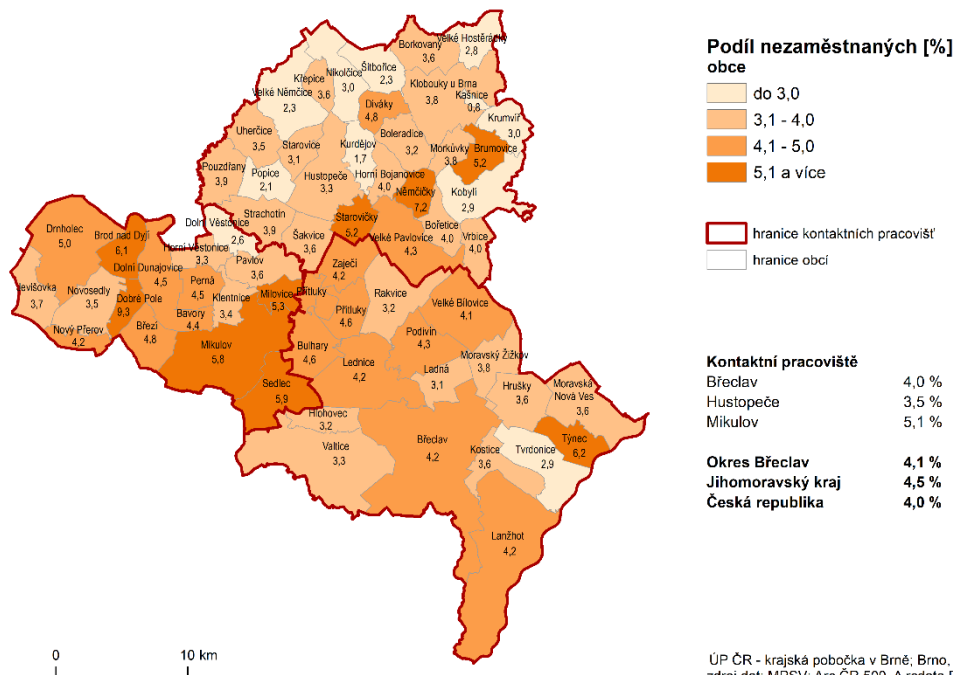 Podíl nezaměstnaných [%]
obce
do 3,0
3,1 - 4,0
4,1 - 5,0
5,1 a více
hranice kontaktních pracovišť
hranice obcí
Kontaktní pracoviště
Břeclav 4,0 %
Hustopeče 3,5 %
Mikulov 5,1 %
Okres Břeclav 4,1 %
Jihomoravský kraj 4,5 %
Česká republika 4,0 %
ÚP ČR - krajská pobočka v Brně; Brno,
0 10 km
Borkovany
3,6
Velké Hostěrádky
2,8
Šitbořice
2,3
Nikolčice
3,0
Křepice
3,6
Velké Němčice
2,3
Klobouky u Brna
3,8
Kašnice
0,8
Diváky
4,8
Krumvíř
3,0
Uherčice
3,5
Starovice
3,1
Kurdějov
1,7
Boleradice
3,2
Morkůvky
3,8
Brumovice
5,2
Pouzdřany
3,9
Popice
2,1
Hustopeče
3,3
Horní Bojanovice
4,0
Němčičky
7,2
Kobylí
2,9
Strachotín
3,9
Šakvice
3,6
Starovičky
5,2
Velké Pavlovice
4,3
Bořetice
4,0
Vrbice
4,0
Dolní Věstonice
2,6
Drnholec
5,0
Brod nad Dyjí
6,1
Horní Věstonice
3,3
Pavlov
3,6
Dolní Dunajovice
4,5
Jevišovka
3,7
Novosedly
3,5
Dobré Pole
9,3
Perná
4,5
Klentnice
3,4
Milovice
5,3
Bavory
4,4
Nový Přerov
4,2
Březí
4,8
Mikulov
5,8
Sedlec
5,9
Zaječí
4,2
Přítluky
Přítluky
4,6
Rakvice
3,2
Velké Bílovice
4,1
Podivín
4,3
Bulhary
4,6
Lednice
4,2
Ladná
3,1
Moravský Žižkov
3,8
Hrušky
3,6
Moravská
Nová Ves
3,6
Hlohovec
3,2
Valtice
3,3
Břeclav
4,2
Kostice
3,6
Tvrdonice
2,9
Týnec
6,2
Lanžhot
4,2